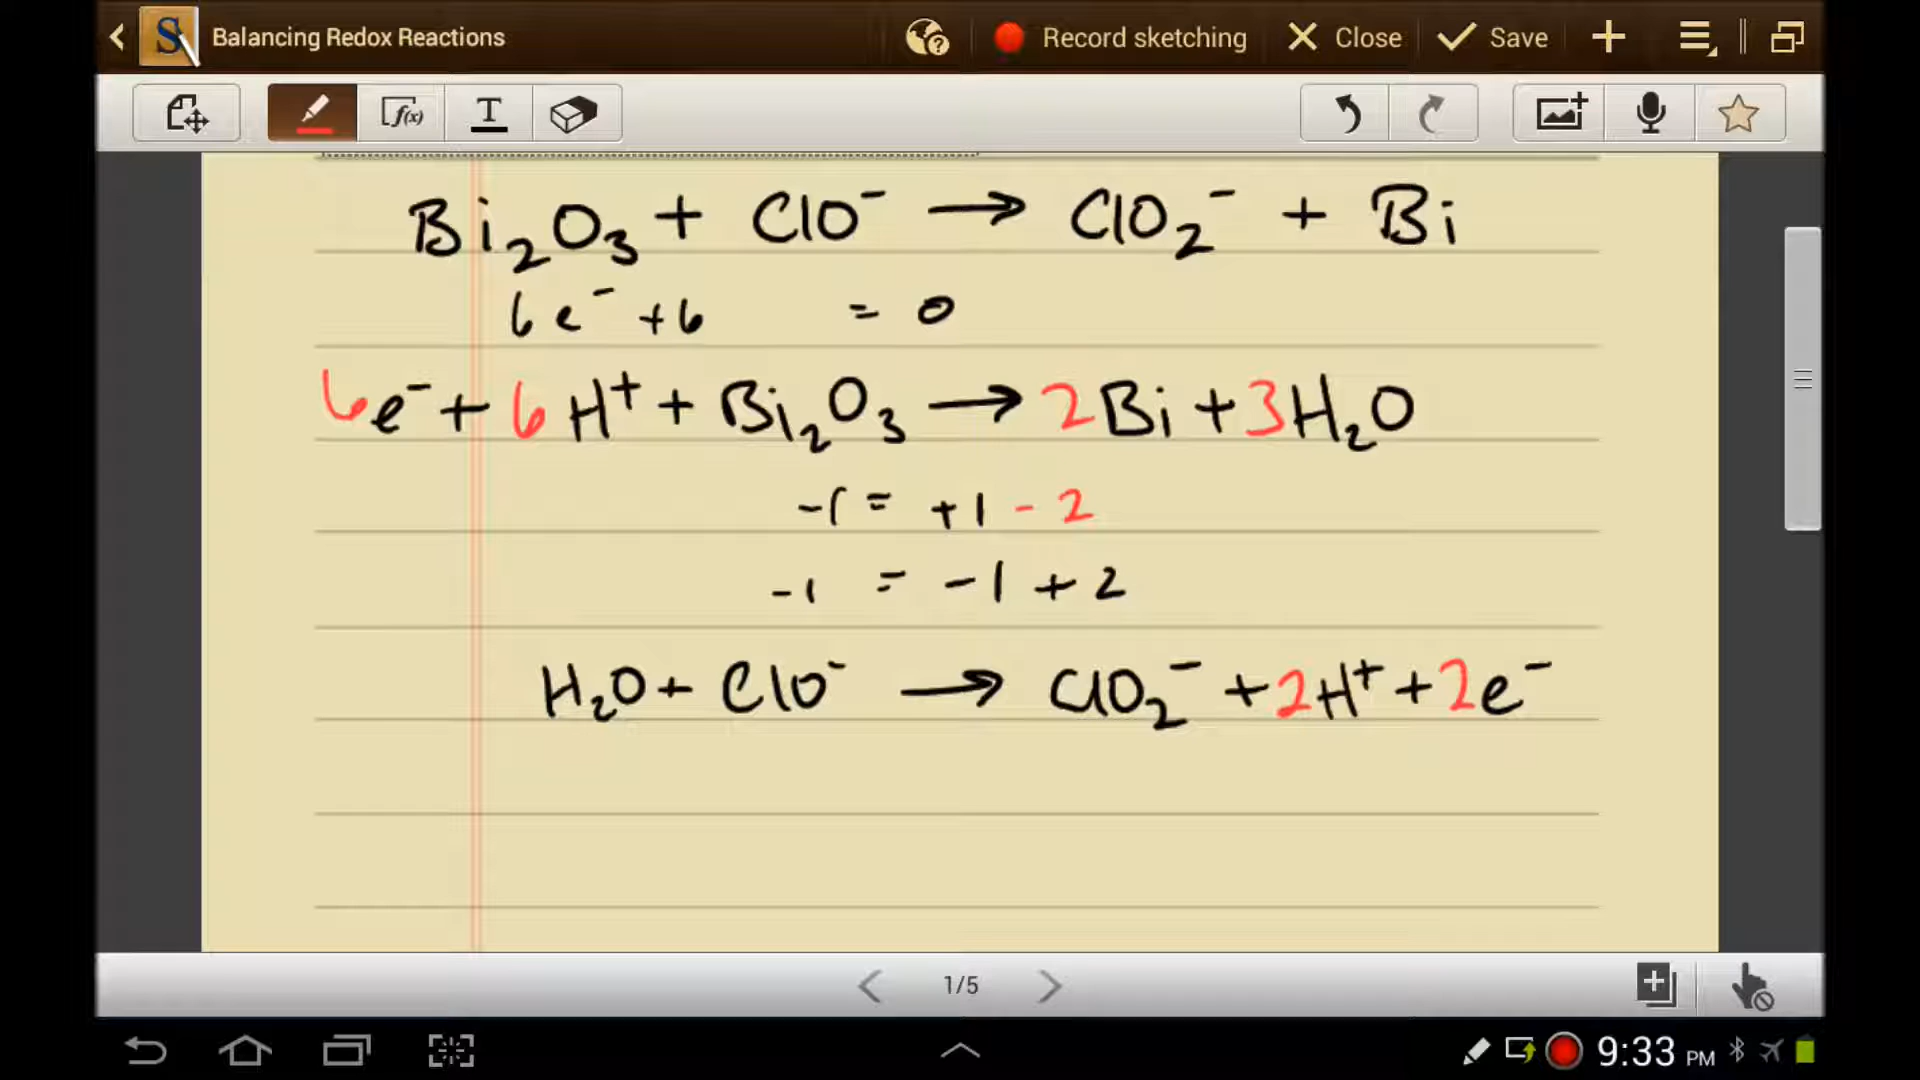 Balancing Redox Reactions Record sketching Close Save
f(x) T
Bi₂O₃ + ClO⁻ → ClO₂⁻ + Bi
6e⁻ +6 = 0
6e⁻ + 6H⁺ + Bi₂O₃ → 2Bi + 3H₂O
-1 = +1 - 2
-1 = -1 + 2
H₂O + ClO⁻ → ClO₂⁻ + 2H⁺ + 2e⁻
1/5
9:33 PM